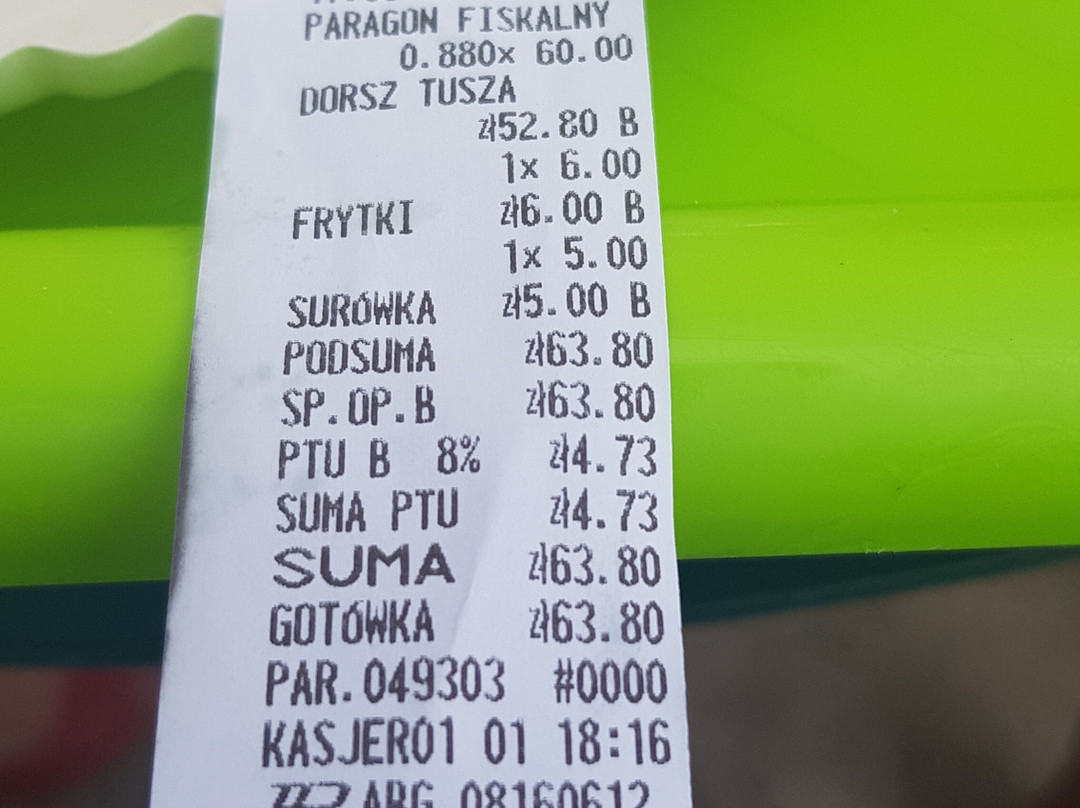 PARAGON FISKALNY
0.880x 60.00
DORSZ TUSZA
zł52.80 B
1x 6.00
FRYTKI zł6.00 B
1x 5.00
SURÓWKA zł5.00 B
PODSUMA zł63.80
SP.OP.B zł63.80
PTU B 8% zł4.73
SUMA PTU zł4.73
SUMA zł63.80
GOTÓWKA zł63.80
PAR.049303 #0000
KASJER01 01 18:16
ARG 08160612